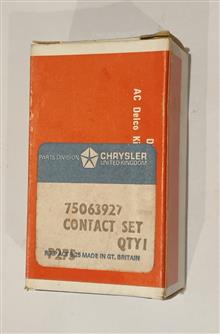 PARTS DIVISION CHRYSLER
UNITED KINGDOM
75063927
CONTACT SET
QTY1
MADE IN GT. BRITAIN
AC Delco